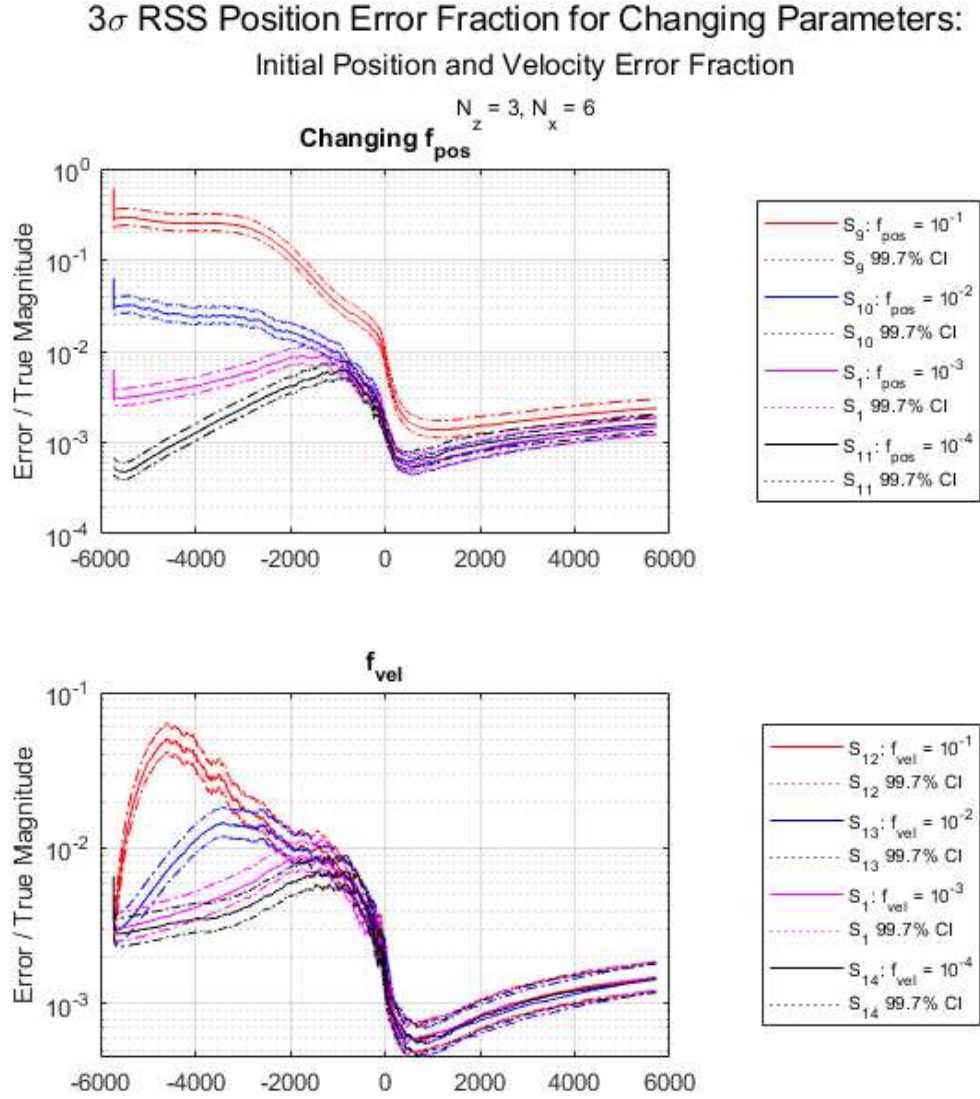 3σ RSS Position Error Fraction for Changing Parameters:
Initial Position and Velocity Error Fraction
N_z = 3, N_x = 6
Changing f_pos
Error / True Magnitude
10^0
10^-1
10^-2
10^-3
10^-4
-6000 -4000 -2000 0 2000 4000 6000
S_9: f_pos = 10^-1
S_9 99.7% CI
S_10: f_pos = 10^-2
S_10 99.7% CI
S_1: f_pos = 10^-3
S_1 99.7% CI
S_11: f_pos = 10^-4
S_11 99.7% CI
f_vel
Error / True Magnitude
10^-1
10^-2
10^-3
-6000 -4000 -2000 0 2000 4000 6000
S_12: f_vel = 10^-1
S_12 99.7% CI
S_13: f_vel = 10^-2
S_13 99.7% CI
S_1: f_vel = 10^-3
S_1 99.7% CI
S_14: f_vel = 10^-4
S_14 99.7% CI